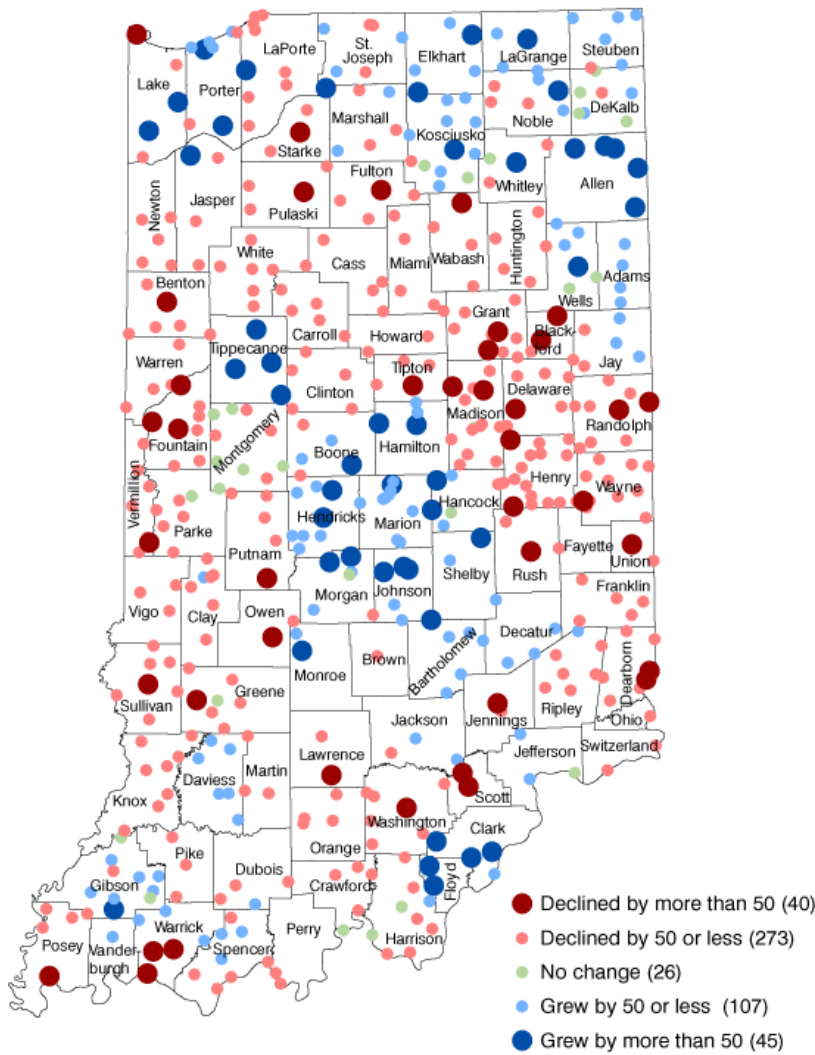 LaPorte
St.
Joseph
Elkhart
LaGrange
Steuben
Lake
Porter
Noble
DeKalb
Marshall
Kosciusko
Starke
Fulton
Whitley
Allen
Newton
Jasper
Pulaski
White
Cass
Miami
Wabash
Huntington
Adams
Wells
Benton
Carroll
Howard
Grant
Black-
ford
Jay
Warren
Tippecanoe
Clinton
Tipton
Delaware
Madison
Randolph
Fountain
Montgomery
Boone
Hamilton
Henry
Wayne
Vermillion
Parke
Hendricks
Marion
Hancock
Putnam
Fayette
Union
Rush
Shelby
Morgan
Johnson
Franklin
Vigo
Clay
Owen
Decatur
Brown
Bartholomew
Monroe
Dearborn
Sullivan
Greene
Ripley
Ohio
Jackson
Jennings
Jefferson
Switzerland
Lawrence
Daviess
Martin
Knox
Scott
Washington
Clark
Orange
Pike
Dubois
Crawford
Floyd
Gibson
Harrison
Perry
Warrick
Spencer
Posey
Vander-
burgh
Declined by more than 50 (40)
Declined by 50 or less (273)
No change (26)
Grew by 50 or less (107)
Grew by more than 50 (45)